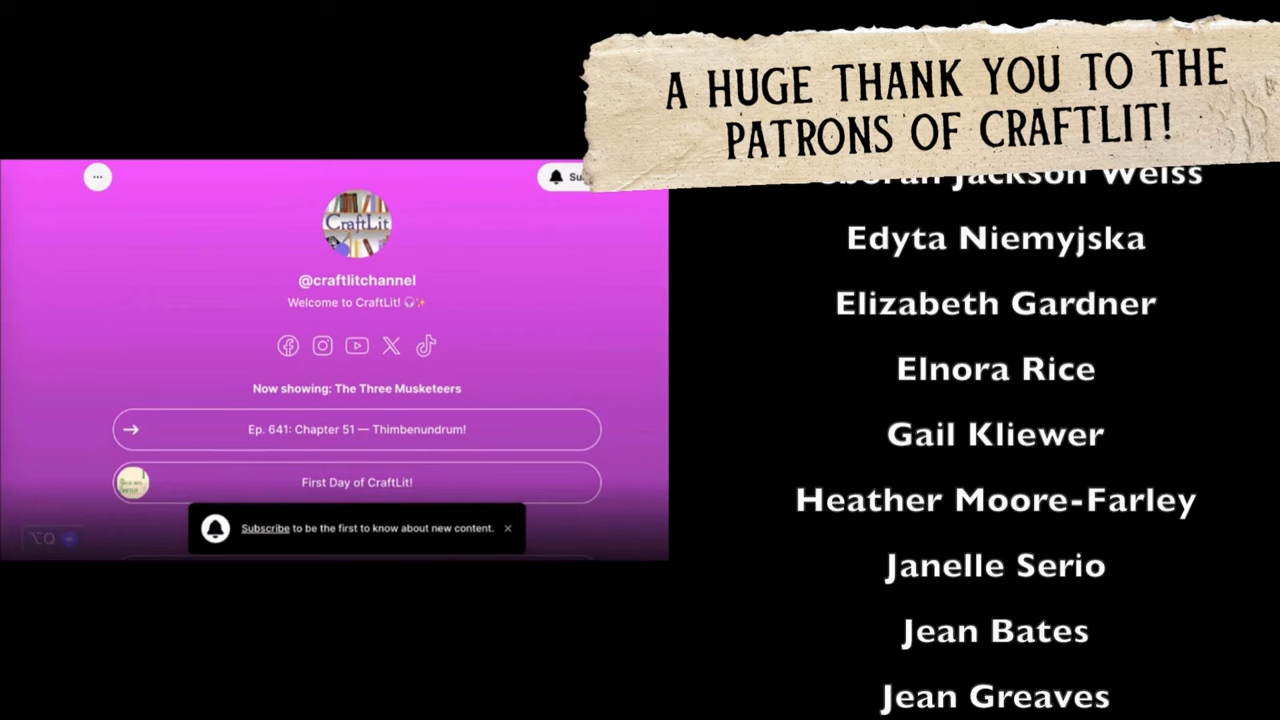 A HUGE THANK YOU TO THE
PATRONS OF CRAFTLIT!
CraftLit
@craftlitchannel
Welcome to CraftLit! 🎧✨
Now showing: The Three Musketeers
Ep. 641: Chapter 51 — Thimbenundrum!
First Day of CraftLit!
Subscribe to be the first to know about new content.
Jackson Weiss
Edyta Niemyjska
Elizabeth Gardner
Elnora Rice
Gail Kliewer
Heather Moore-Farley
Janelle Serio
Jean Bates
Jean Greaves